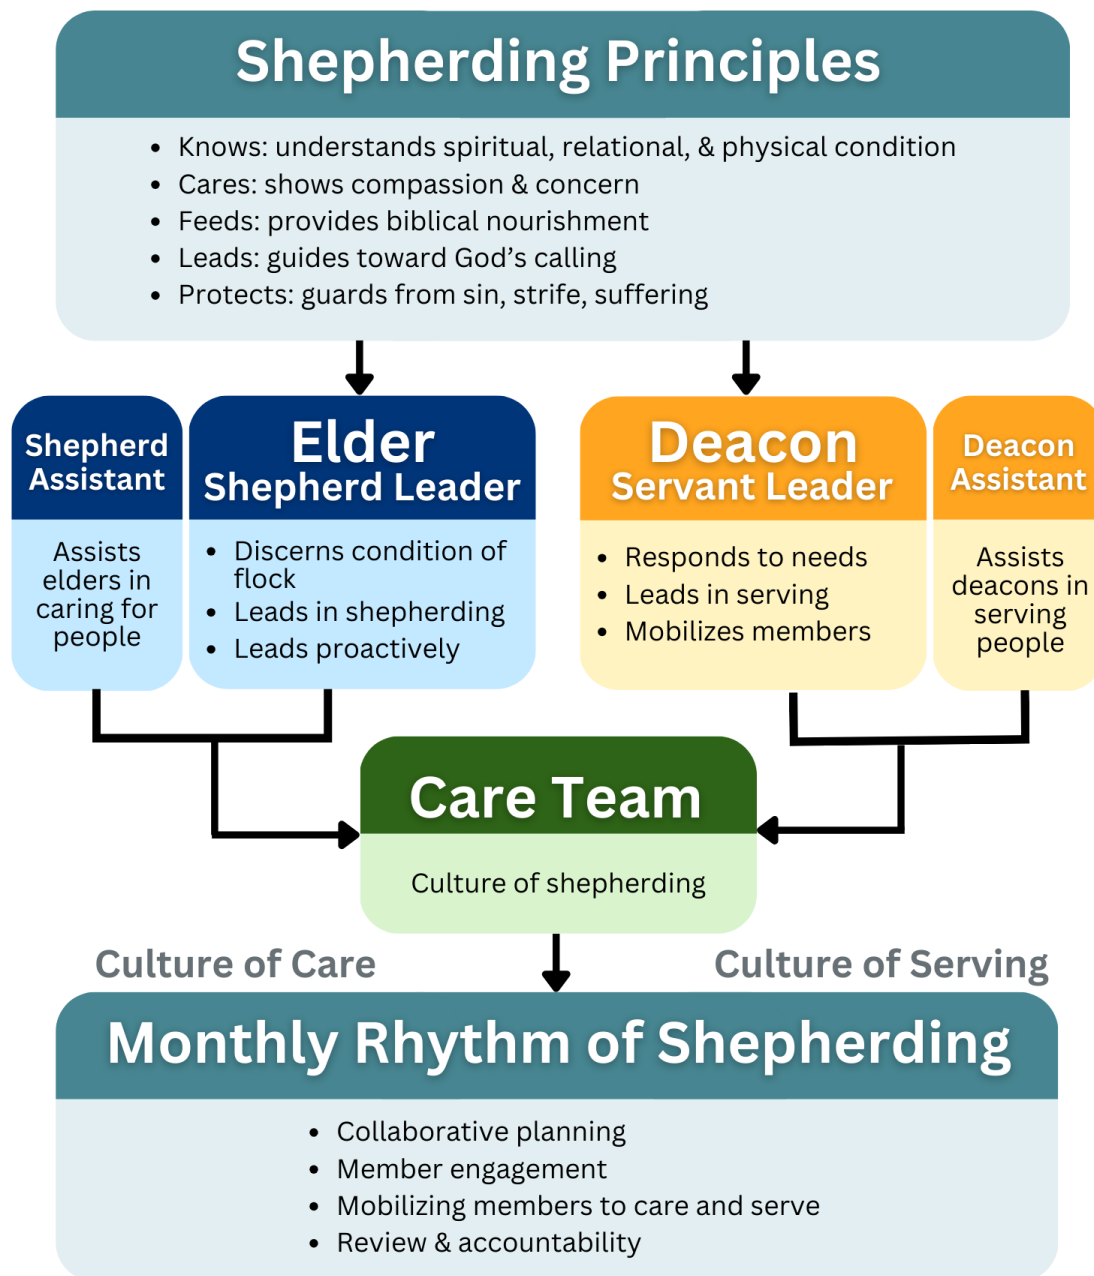 Shepherding Principles
• Knows: understands spiritual, relational, & physical condition
• Cares: shows compassion & concern
• Feeds: provides biblical nourishment
• Leads: guides toward God’s calling
• Protects: guards from sin, strife, suffering
Shepherd
Assistant
Assists
elders in
caring for
people
Elder
Shepherd Leader
• Discerns condition of
flock
• Leads in shepherding
• Leads proactively
Deacon
Servant Leader
• Responds to needs
• Leads in serving
• Mobilizes members
Deacon
Assistant
Assists
deacons in
serving
people
Care Team
Culture of shepherding
Culture of Care
Culture of Serving
Monthly Rhythm of Shepherding
• Collaborative planning
• Member engagement
• Mobilizing members to care and serve
• Review & accountability